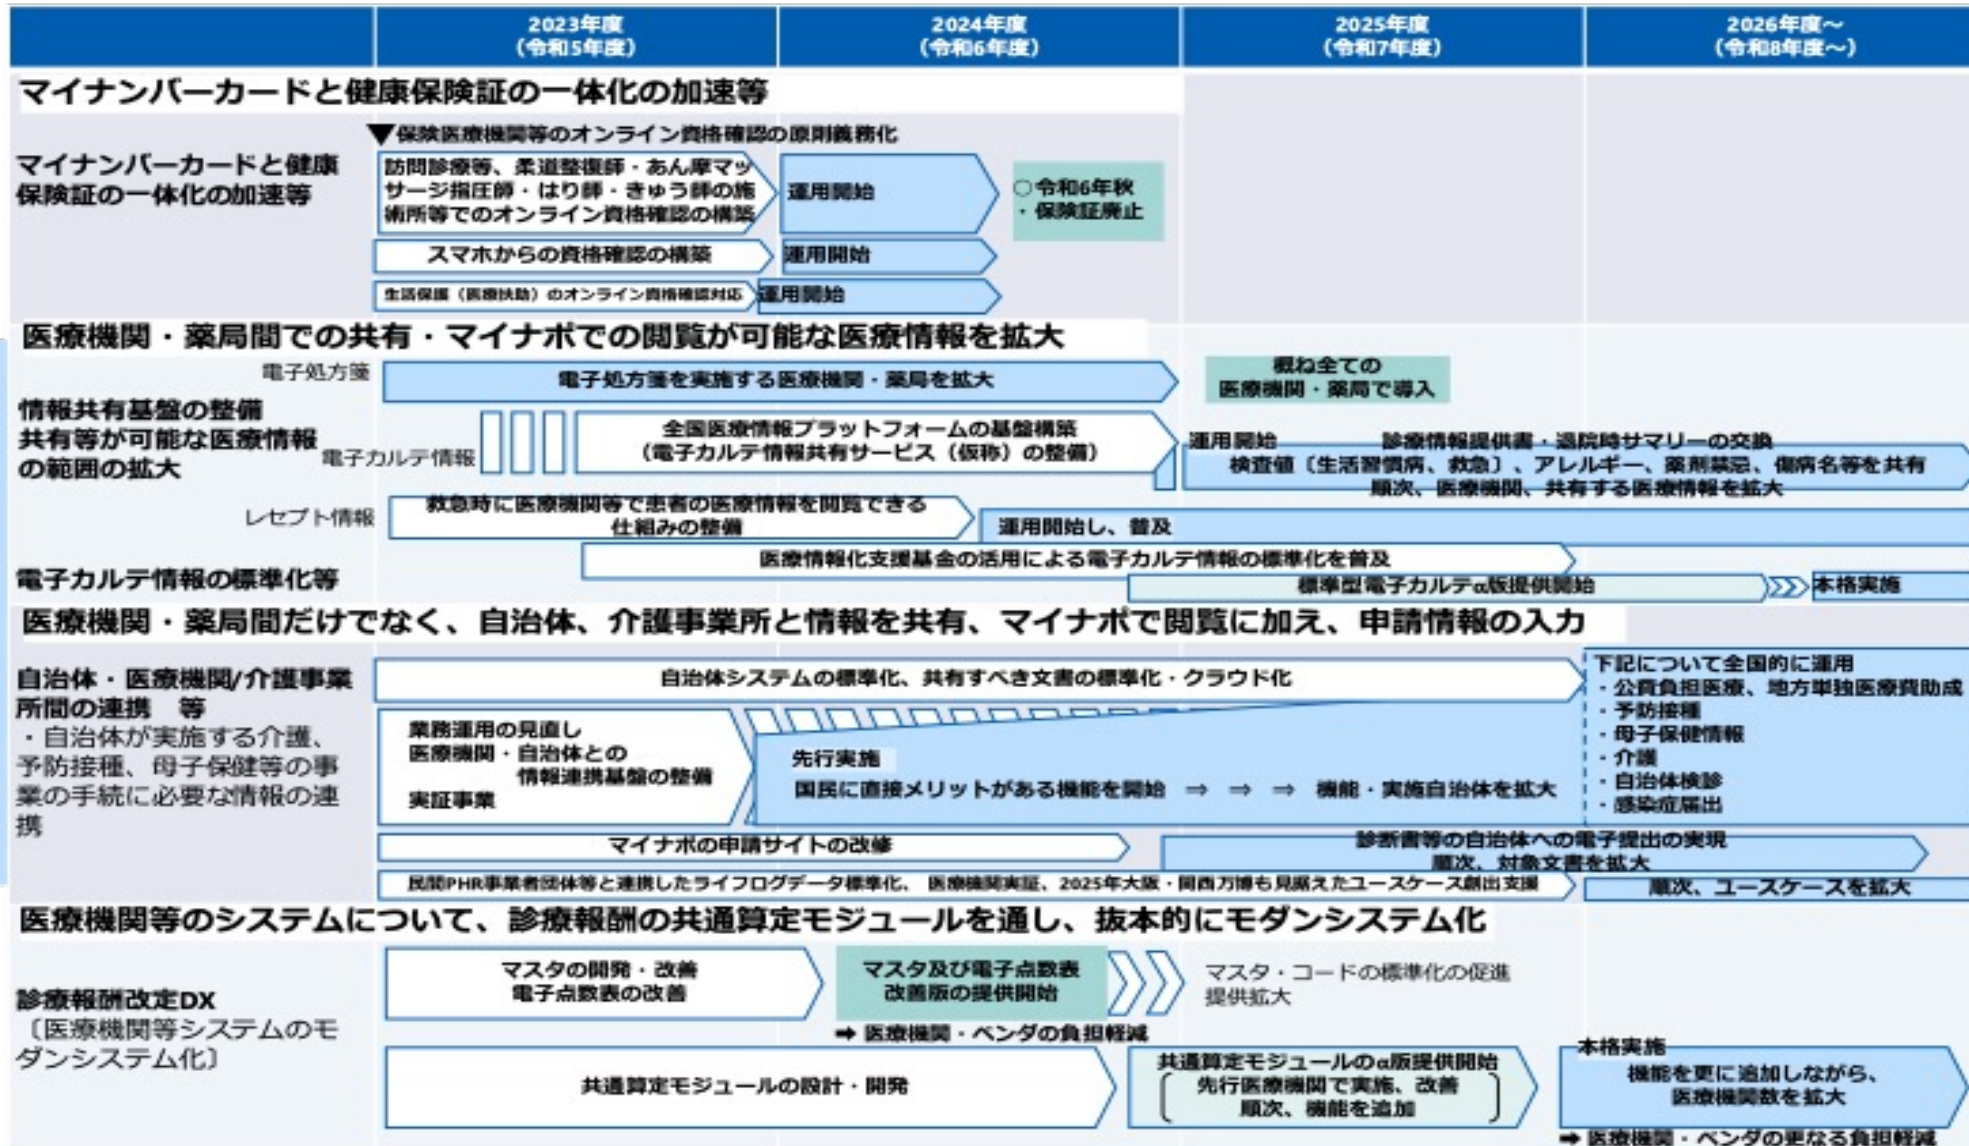 2023年度
（令和5年度）
2024年度
（令和6年度）
2025年度
（令和7年度）
2026年度～
（令和8年度～）
マイナンバーカードと健康保険証の一体化の加速等
▼保険医療機関等のオンライン資格確認の原則義務化
マイナンバーカードと健康
保険証の一体化の加速等
訪問診療等、柔道整復師・あん摩マッ
サージ指圧師・はり師・きゅう師の施
術所等でのオンライン資格確認の構築
運用開始
○令和6年秋
・保険証廃止
スマホからの資格確認の構築
運用開始
生活保護（医療扶助）のオンライン資格確認対応
運用開始
医療機関・薬局間での共有・マイナポでの閲覧が可能な医療情報を拡大
電子処方箋
電子処方箋を実施する医療機関・薬局を拡大
概ね全ての
医療機関・薬局で導入
情報共有基盤の整備
共有等が可能な医療情報
の範囲の拡大
電子カルテ情報
全国医療情報プラットフォームの基盤構築
（電子カルテ情報共有サービス（仮称）の整備）
運用開始
診療情報提供書・退院時サマリーの交換
検査値〔生活習慣病、救急〕、アレルギー、薬剤禁忌、傷病名等を共有
順次、医療機関、共有する医療情報を拡大
レセプト情報
救急時に医療機関等で患者の医療情報を閲覧できる
仕組みの整備
運用開始し、普及
医療情報化支援基金の活用による電子カルテ情報の標準化を普及
電子カルテ情報の標準化等
標準型電子カルテα版提供開始
本格実施
医療機関・薬局間だけでなく、自治体、介護事業所と情報を共有、マイナポで閲覧に加え、申請情報の入力
自治体・医療機関/介護事業
所間の連携　等
・自治体が実施する介護、
予防接種、母子保健等の事
業の手続に必要な情報の連
携
自治体システムの標準化、共有すべき文書の標準化・クラウド化
業務運用の見直し
医療機関・自治体との
情報連携基盤の整備
実証事業
先行実施
国民に直接メリットがある機能を開始　⇒　⇒　⇒　機能・実施自治体を拡大
下記について全国的に運用
・公費負担医療、地方単独医療費助成
・予防接種
・母子保健情報
・介護
・自治体検診
・感染症届出
マイナポの申請サイトの改修
診断書等の自治体への電子提出の実現
順次、対象文書を拡大
民間PHR事業者団体等と連携したライフログデータ標準化、 医療機関実証、2025年大阪・関西万博も見据えたユースケース創出支援
順次、ユースケースを拡大
医療機関等のシステムについて、診療報酬の共通算定モジュールを通し、抜本的にモダンシステム化
診療報酬改定DX
〔医療機関等システムのモ
ダンシステム化〕
マスタの開発・改善
電子点数表の改善
マスタ及び電子点数表
改善版の提供開始
マスタ・コードの標準化の促進
提供拡大
➡ 医療機関・ベンダの負担軽減
共通算定モジュールの設計・開発
共通算定モジュールのα版提供開始
先行医療機関で実施、改善
順次、機能を追加
本格実施
機能を更に追加しながら、
医療機関数を拡大
➡ 医療機関・ベンダの更なる負担軽減